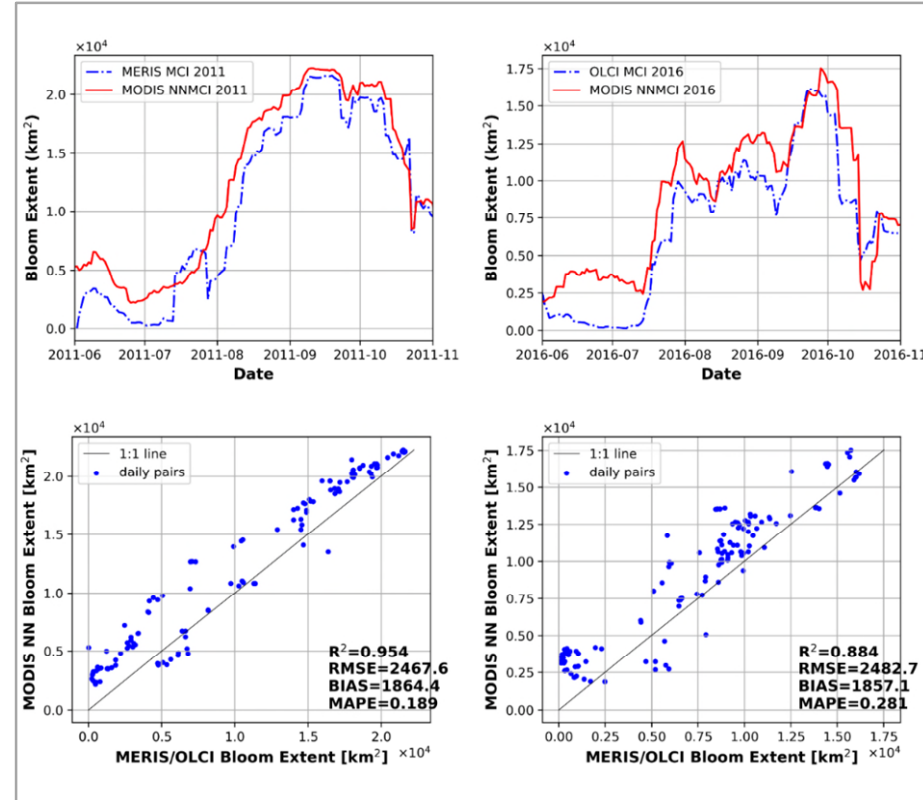 ×10⁴
MERIS MCI 2011
MODIS NNMCI 2011
Bloom Extent (km²)
2.0
1.5
1.0
0.5
0.0
2011-06 2011-07 2011-08 2011-09 2011-10 2011-11
Date
×10⁴
OLCI MCI 2016
MODIS NNMCI 2016
Bloom Extent (km²)
1.75
1.50
1.25
1.00
0.75
0.50
0.25
0.00
2016-06 2016-07 2016-08 2016-09 2016-10 2016-11
Date
×10⁴
1:1 line
daily pairs
MODIS NN Bloom Extent [km²]
2.0
1.5
1.0
0.5
0.0
R²=0.954
RMSE=2467.6
BIAS=1864.4
MAPE=0.189
0.0 0.5 1.0 1.5 2.0
MERIS/OLCI Bloom Extent [km²] ×10⁴
×10⁴
1:1 line
daily pairs
MODIS NN Bloom Extent [km²]
1.75
1.50
1.25
1.00
0.75
0.50
0.25
0.00
R²=0.884
RMSE=2482.7
BIAS=1857.1
MAPE=0.281
0.00 0.25 0.50 0.75 1.00 1.25 1.50 1.75
MERIS/OLCI Bloom Extent [km²] ×10⁴